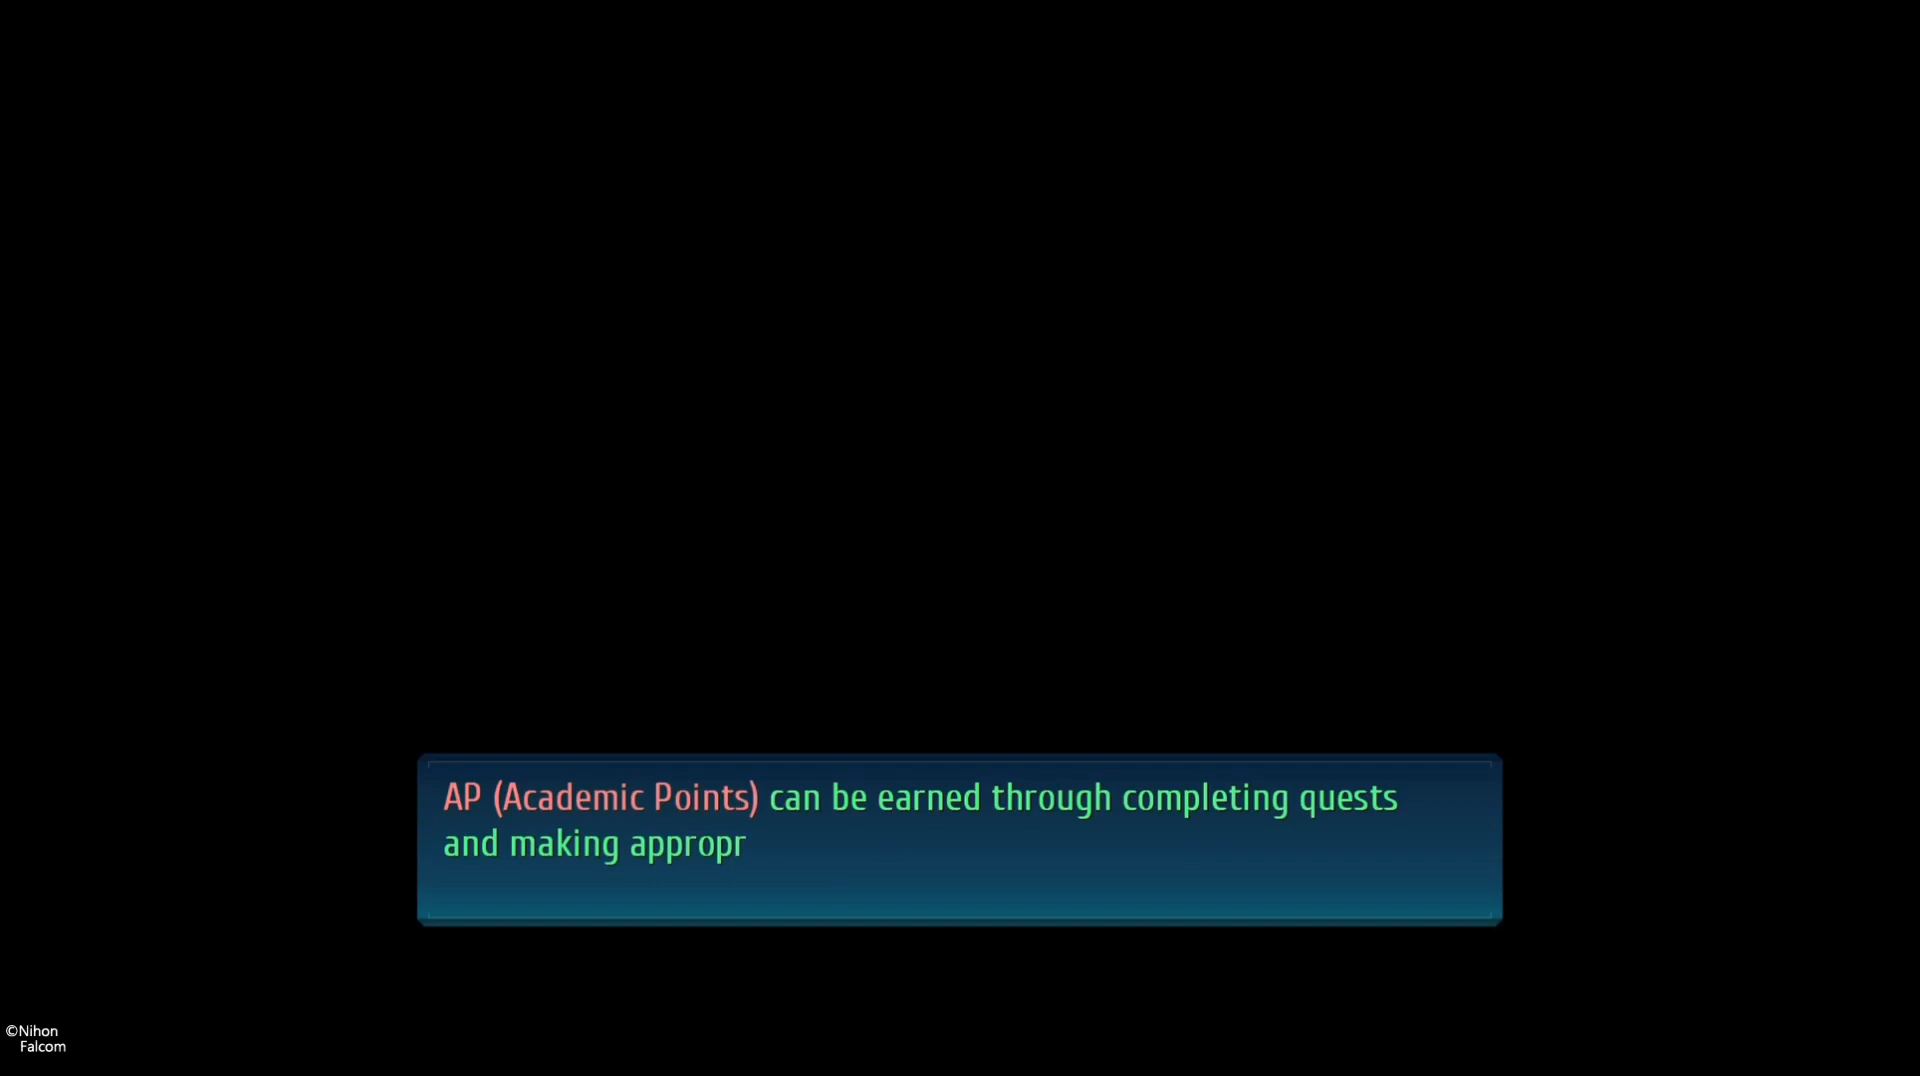 AP (Academic Points) can be earned through completing quests
and making appropr
©Nihon
Falcom